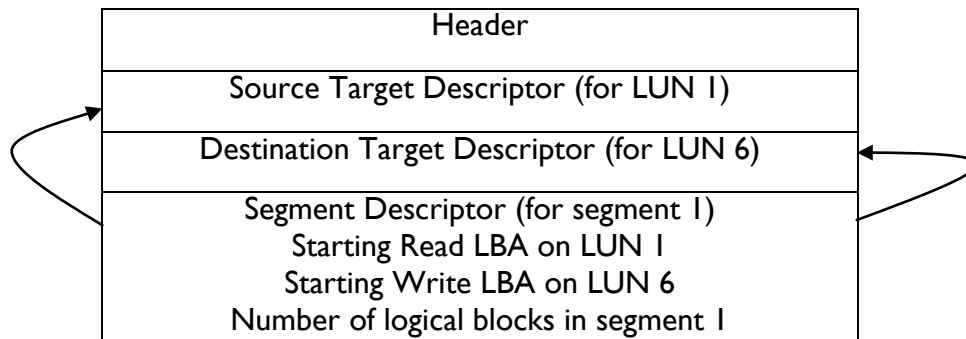 Header
Source Target Descriptor (for LUN 1)
Destination Target Descriptor (for LUN 6)
Segment Descriptor (for segment 1)
Starting Read LBA on LUN 1
Starting Write LBA on LUN 6
Number of logical blocks in segment 1